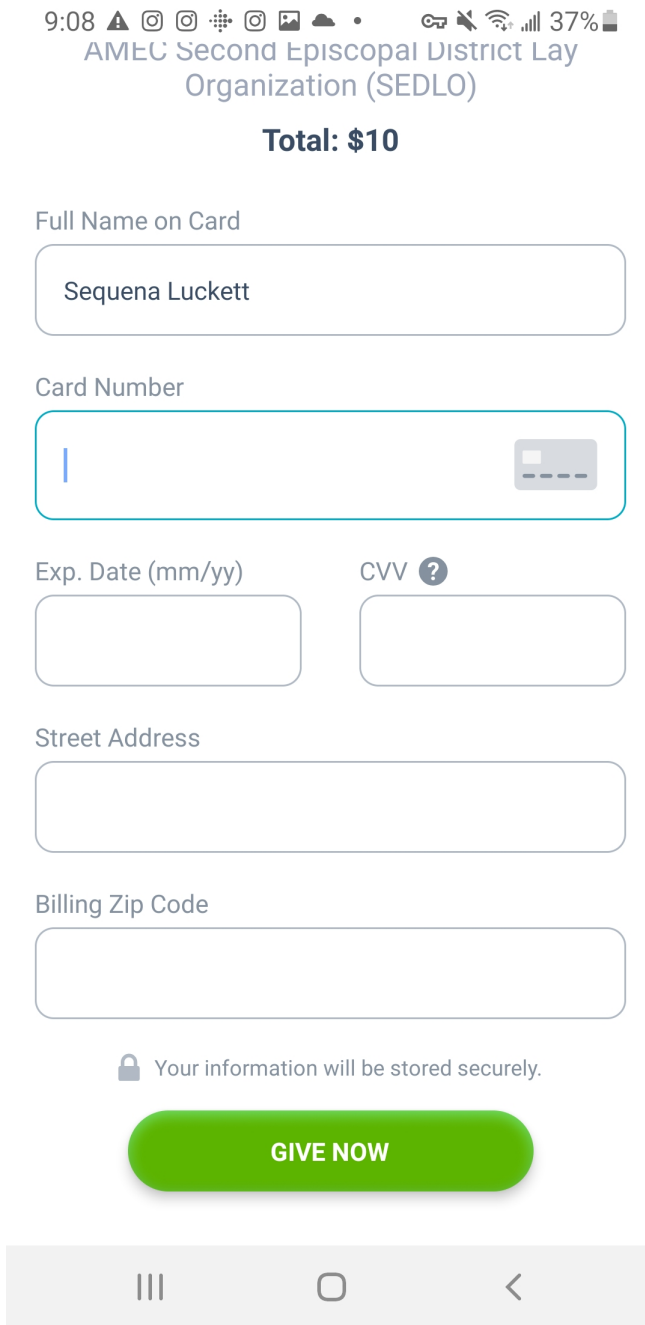 9:08
37%
AMEC Second Episcopal District Lay
Organization (SEDLO)
Total: $10
Full Name on Card
Sequena Luckett
Card Number
Exp. Date (mm/yy) CVV ?
Street Address
Billing Zip Code
Your information will be stored securely.
GIVE NOW